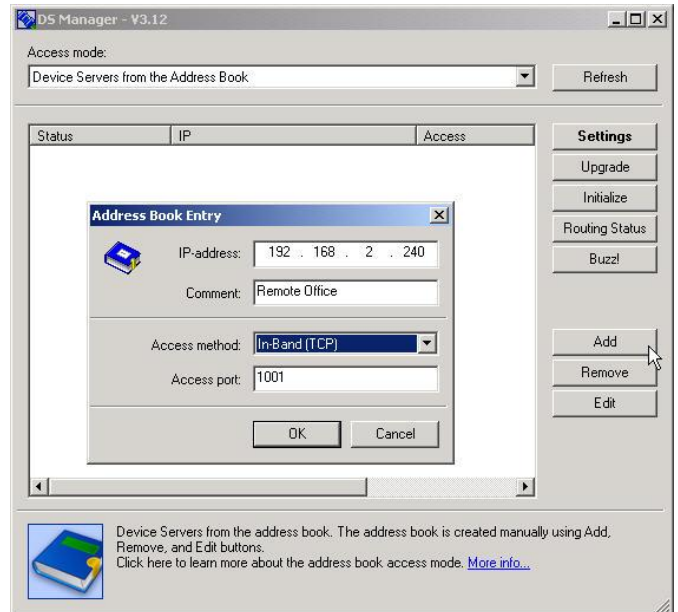 DS Manager - V3.12
Access mode:
Device Servers from the Address Book
Refresh
Status IP Access
Settings
Upgrade
Initialize
Routing Status
Buzz!
Address Book Entry
IP-address: 192 . 168 . 2 . 240
Comment: Remote Office
Access method: In-Band (TCP)
Access port: 1001
OK Cancel
Add
Remove
Edit
Device Servers from the address book. The address book is created manually using Add,
Remove, and Edit buttons.
Click here to learn more about the address book access mode. More info...